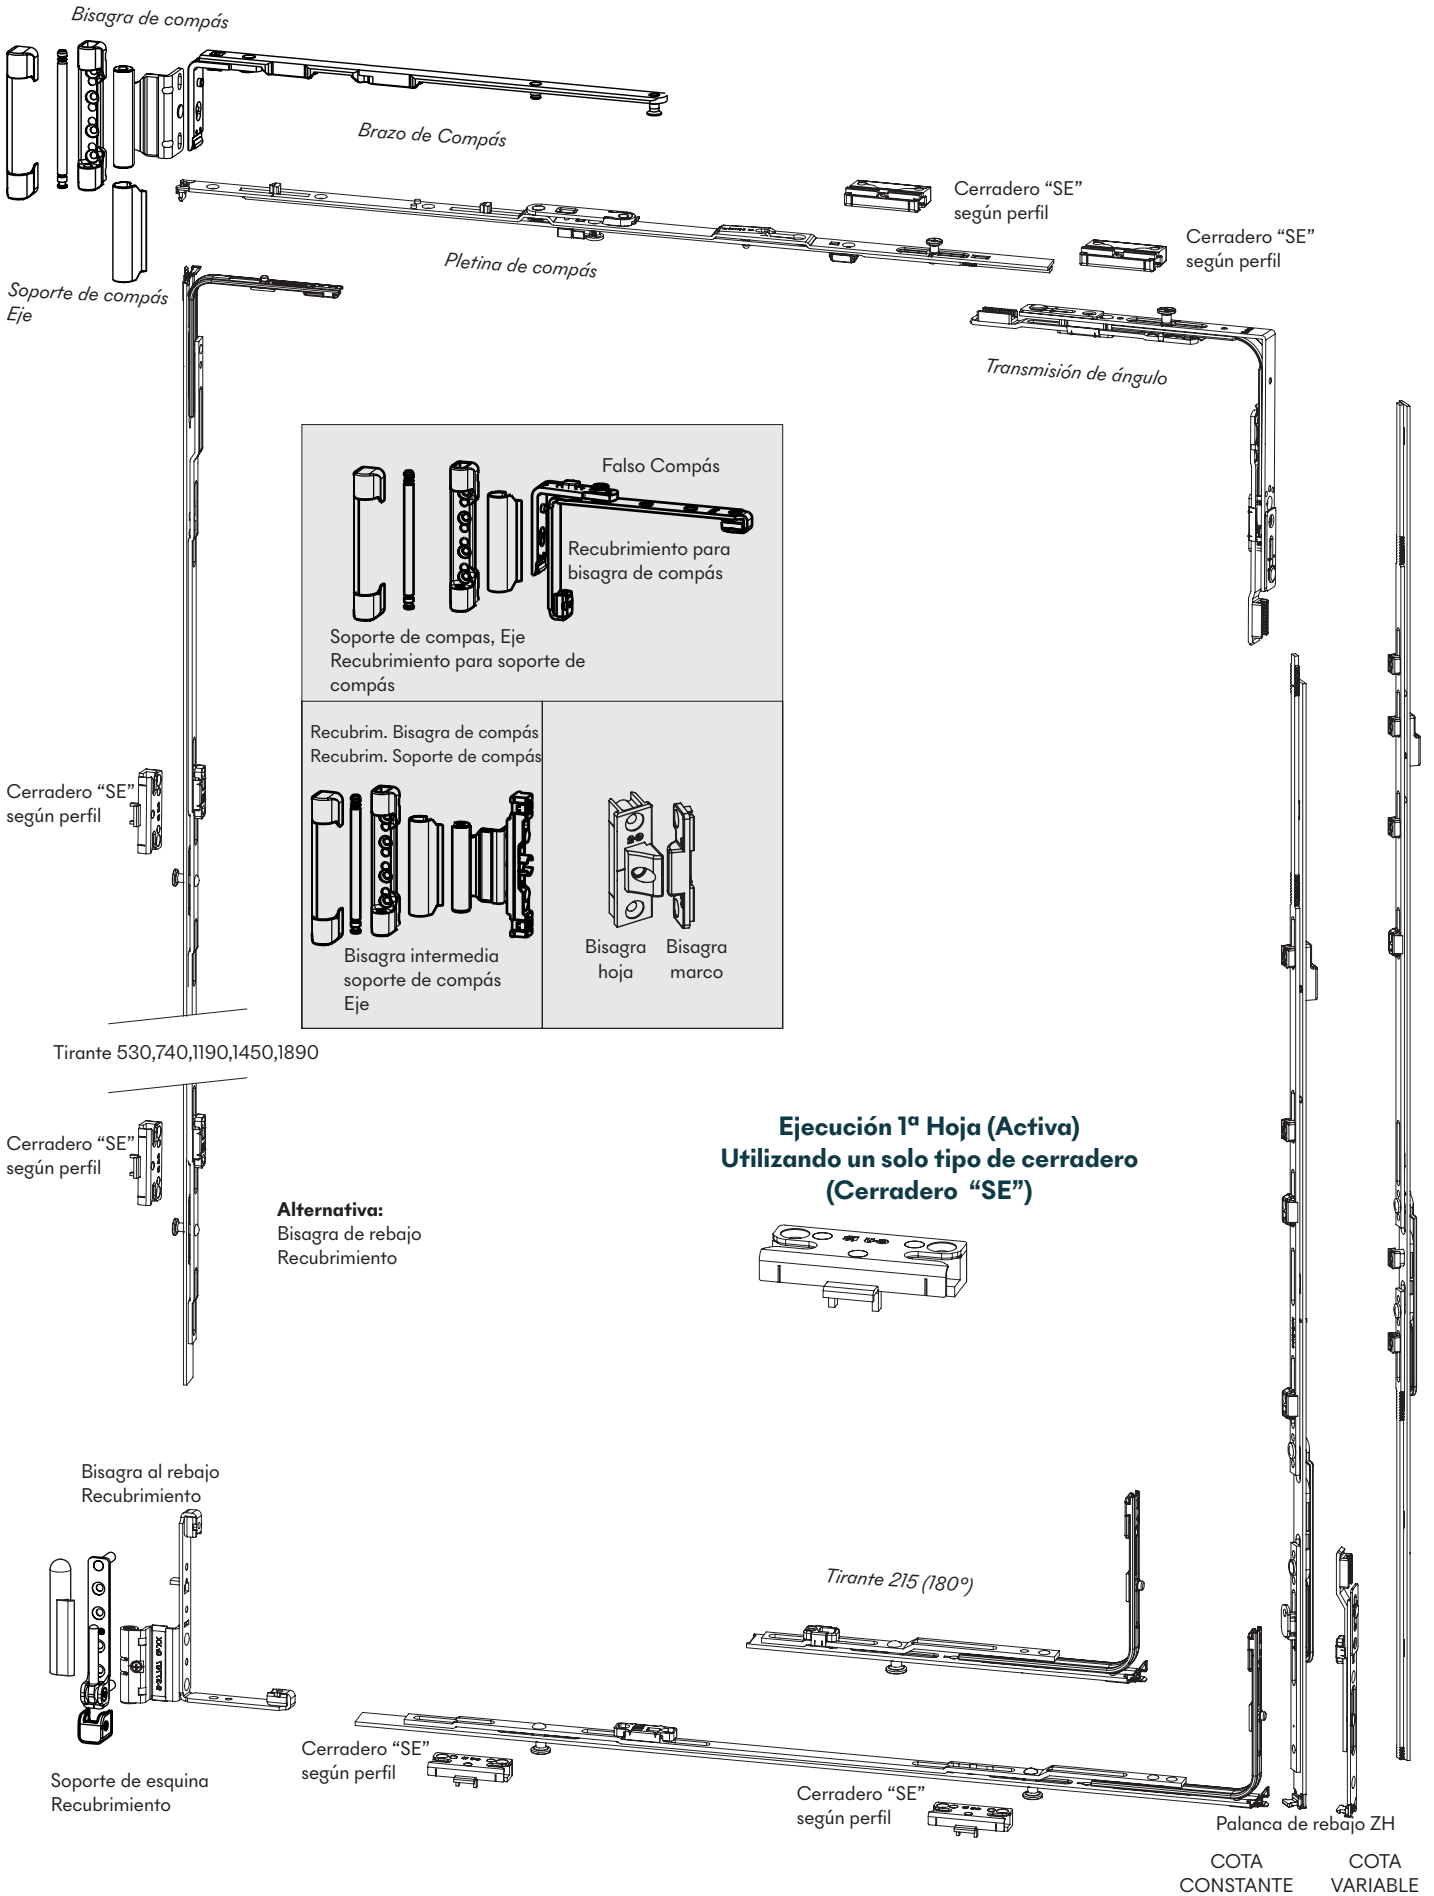 Bisagra de compás
Brazo de Compás
Cerradero “SE”
según perfil
Cerradero “SE”
según perfil
Pletina de compás
Soporte de compás
Eje
Transmisión de ángulo
Falso Compás
Recubrimiento para
bisagra de compás
Soporte de compas, Eje
Recubrimiento para soporte de
compás
Recubrim. Bisagra de compás
Recubrim. Soporte de compás
Cerradero “SE”
según perfil
Bisagra intermedia
soporte de compás
Eje
Bisagra
hoja
Bisagra
marco
Tirante 530,740,1190,1450,1890
Cerradero “SE”
según perfil
Ejecución 1ª Hoja (Activa)
Utilizando un solo tipo de cerradero
(Cerradero “SE”)
Alternativa:
Bisagra de rebajo
Recubrimiento
Bisagra al rebajo
Recubrimiento
Tirante 215 (180º)
Soporte de esquina
Recubrimiento
Cerradero “SE”
según perfil
Cerradero “SE”
según perfil
Palanca de rebajo ZH
COTA
CONSTANTE
COTA
VARIABLE